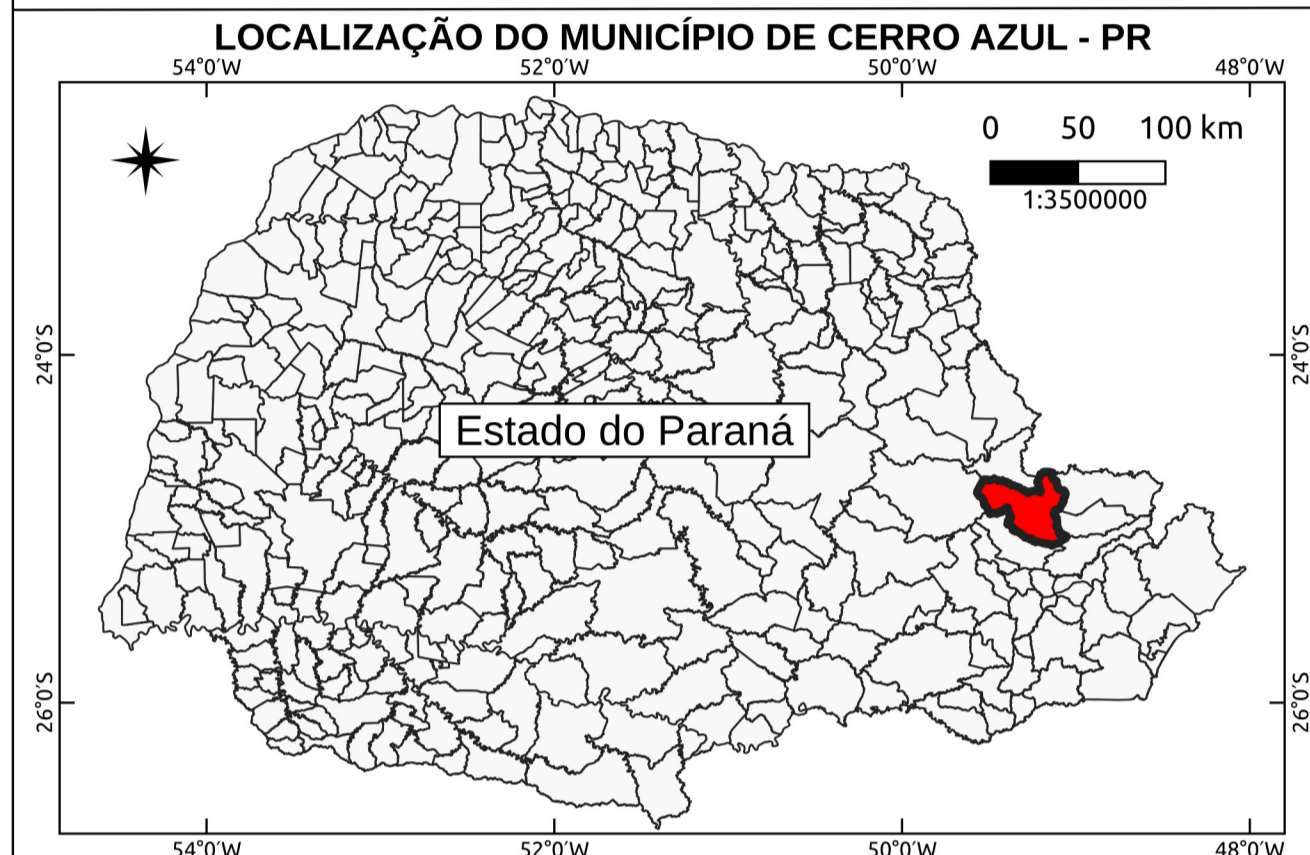 LOCALIZAÇÃO DO MUNICÍPIO DE CERRO AZUL - PR
54°0′W 52°0′W 50°0′W 48°0′W
0 50 100 km
1:3500000
24°S
24°0′S
Estado do Paraná
26°0′S
26°0′S
54°0′W 52°0′W 50°0′W 48°0′W